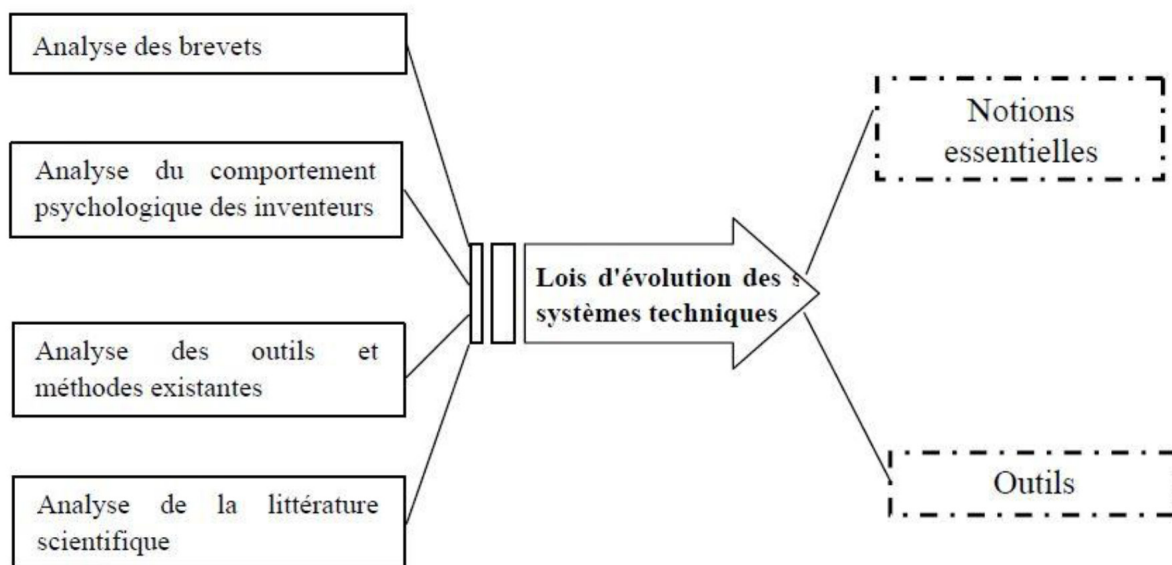 Analyse des brevets
Analyse du comportement
psychologique des inventeurs
Analyse des outils et
méthodes existantes
Analyse de la littérature
scientifique
Lois d'évolution des s
systèmes techniques
Notions
essentielles
Outils